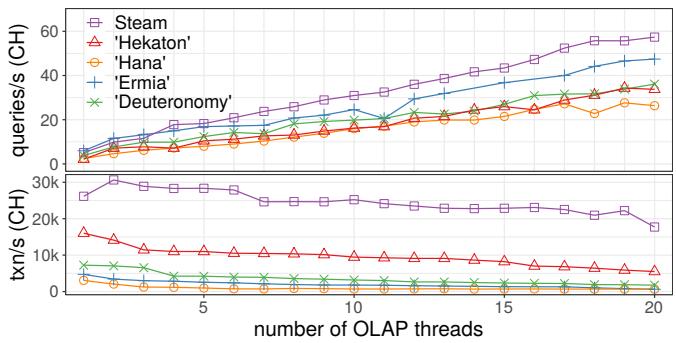 queries/s (CH)
60
40
20
0
Steam
'Hekaton'
'Hana'
'Ermia'
'Deuteronomy'
txn/s (CH)
30k
20k
10k
0
5
10
15
20
number of OLAP threads